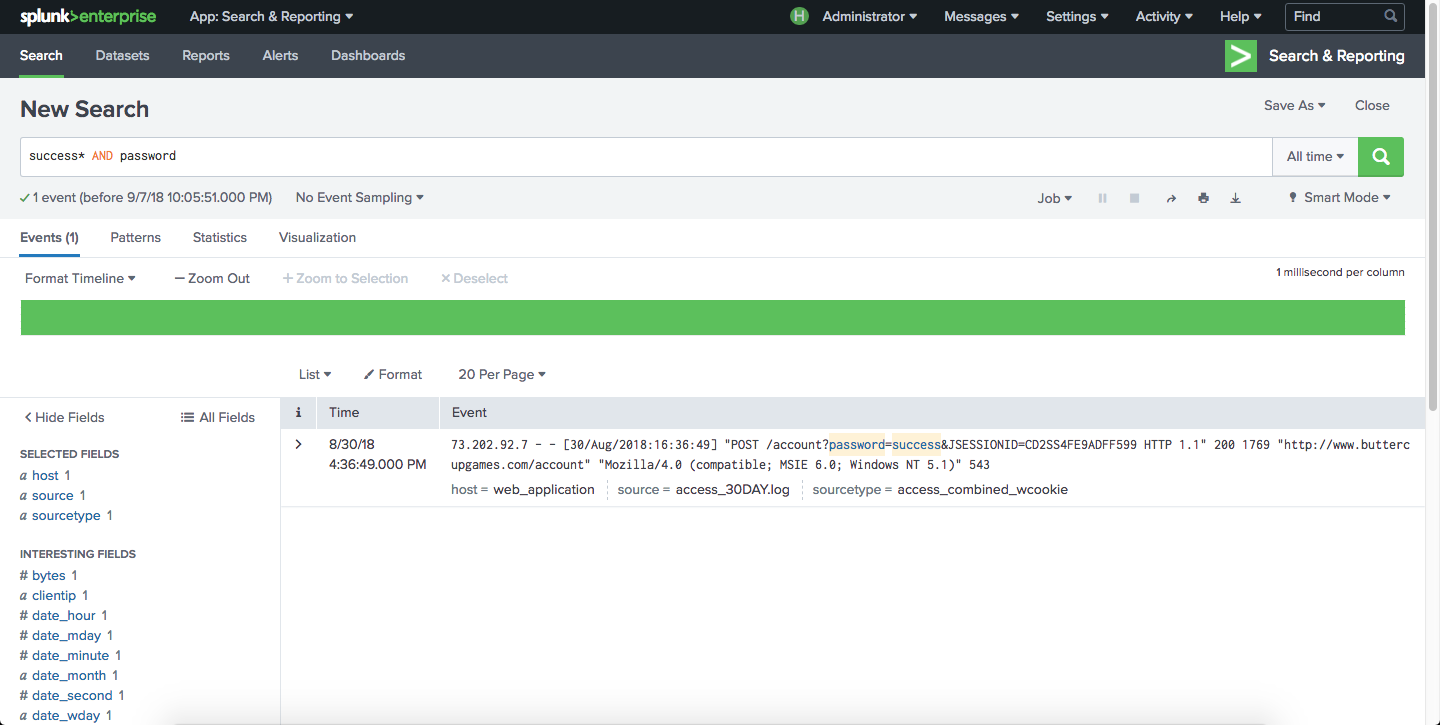 splunk>enterprise App: Search & Reporting H Administrator Messages Settings Activity Help Find
Search Datasets Reports Alerts Dashboards > Search & Reporting
New Search Save As Close
success* AND password All time
1 event (before 9/7/18 10:05:51.000 PM) No Event Sampling Job Smart Mode
Events (1) Patterns Statistics Visualization
Format Timeline — Zoom Out + Zoom to Selection × Deselect 1 millisecond per column
List Format 20 Per Page
< Hide Fields All Fields i Time Event
SELECTED FIELDS
a host 1
a source 1
a sourcetype 1
INTERESTING FIELDS
# bytes 1
a clientip 1
# date_hour 1
# date_mday 1
# date_minute 1
a date_month 1
# date_second 1
a date_wday 1
> 8/30/18 73.202.92.7 - - [30/Aug/2018:16:36:49] "POST /account?password=success&JSESSIONID=CD2SS4FE9ADFF599 HTTP 1.1" 200 1769 "http://www.butterc
4:36:49.000 PM upgames.com/account" "Mozilla/4.0 (compatible; MSIE 6.0; Windows NT 5.1)" 543
host = web_application source = access_30DAY.log sourcetype = access_combined_wcookie